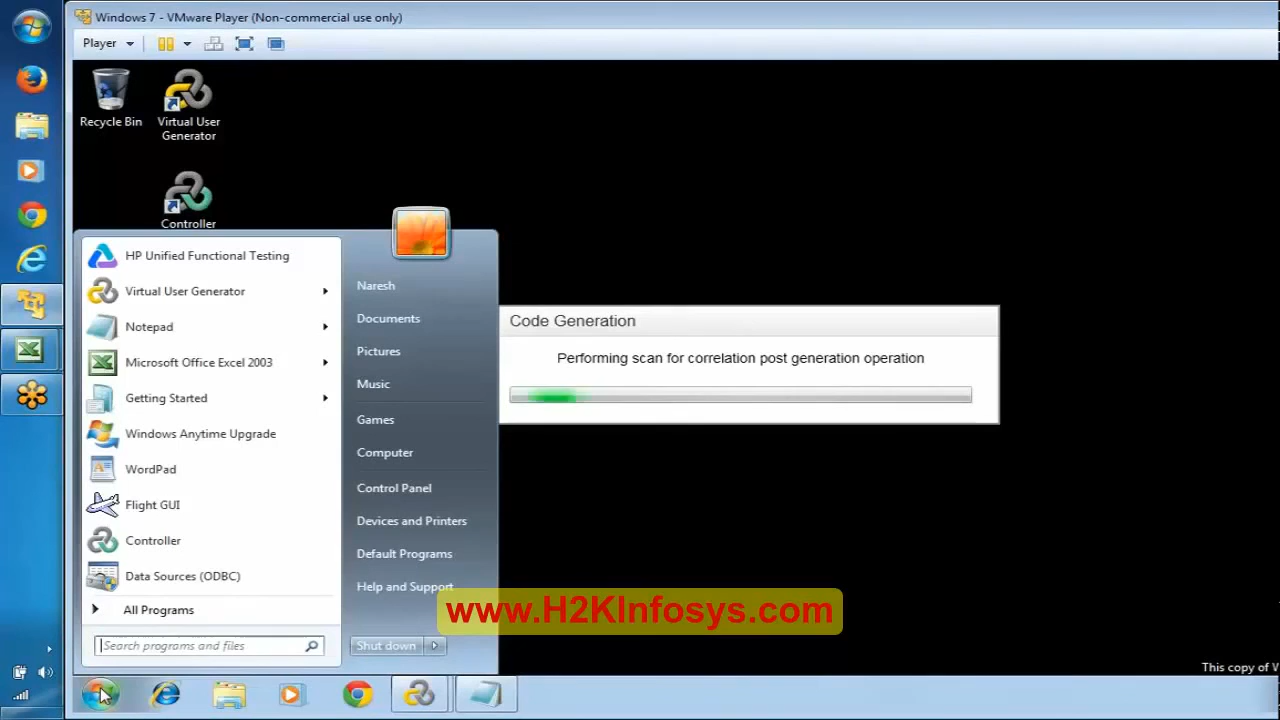 Windows 7 - VMware Player (Non-commercial use only)
Player
Recycle Bin
Virtual User
Generator
Controller
HP Unified Functional Testing
Virtual User Generator
Notepad
Microsoft Office Excel 2003
Getting Started
Windows Anytime Upgrade
WordPad
Flight GUI
Controller
Data Sources (ODBC)
All Programs
Search programs and files
Naresh
Documents
Pictures
Music
Games
Computer
Control Panel
Devices and Printers
Default Programs
Help and Support
Shut down
Code Generation
Performing scan for correlation post generation operation
www.H2KInfosys.com
This copy of W